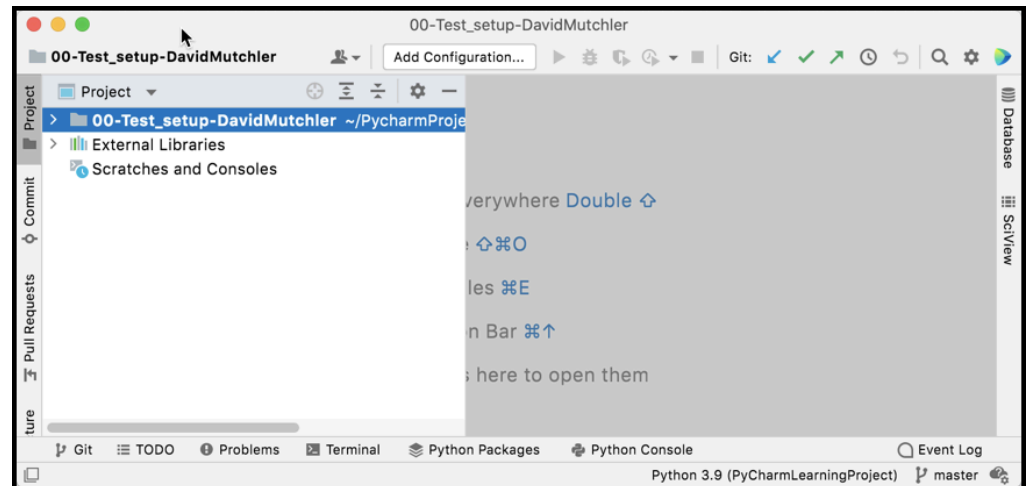 00-Test_setup-DavidMutchler
00-Test_setup-DavidMutchler Add Configuration... Git:
Project
00-Test_setup-DavidMutchler ~/PycharmProje
External Libraries
Scratches and Consoles
verywhere Double ⇧
⇧⌘O
les ⌘E
n Bar ⌘↑
s here to open them
Project
Commit
Pull Requests
ture
Database
SciView
Git TODO Problems Terminal Python Packages Python Console Event Log
Python 3.9 (PyCharmLearningProject) master